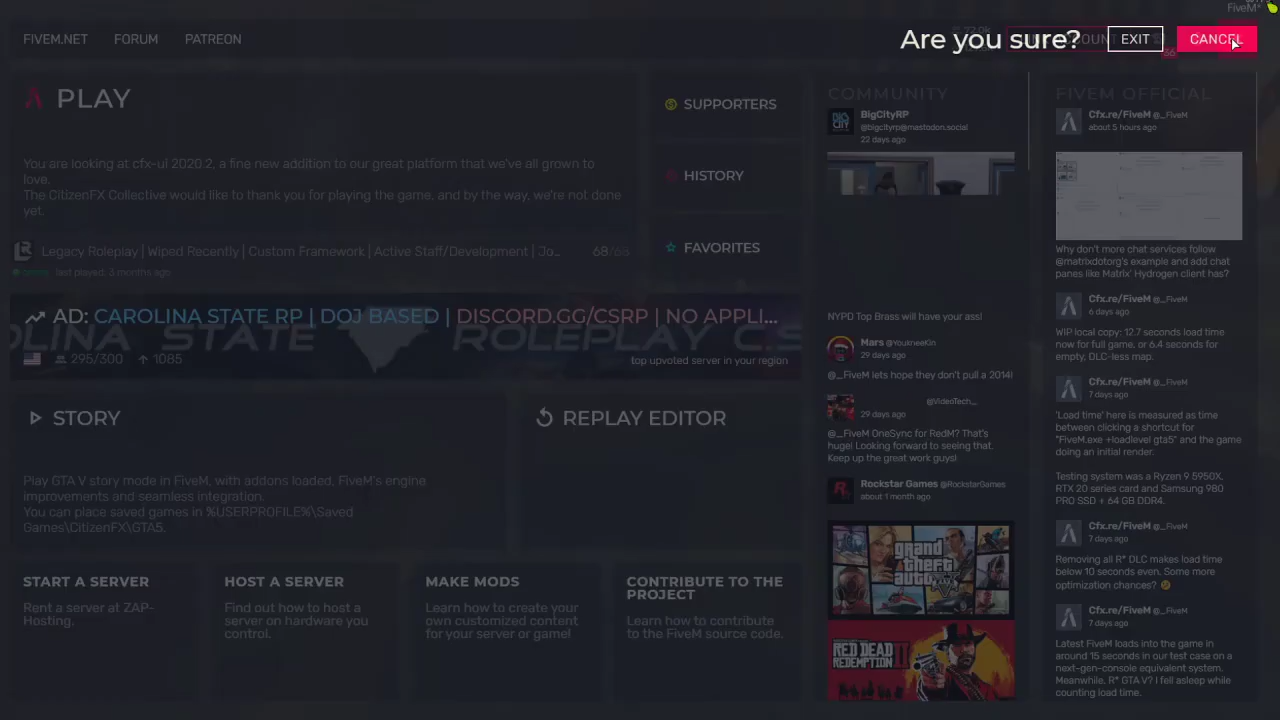 FiveM*
FIVEM.NET
FORUM
PATREON
Are you sure?
EXIT
CANCEL
56
PLAY
You are looking at cfx-ui 2020.2, a fine new addition to our great platform that we've all grown to
love.
The CitizenFX Collective would like to thank you for playing the game, and by the way, we're not done
yet.
Legacy Roleplay | Wiped Recently | Custom Framework | Active Staff/Development | Jo...
68/65
online last played: 3 months ago
SUPPORTERS
HISTORY
FAVORITES
AD: CAROLINA STATE RP | DOJ BASED | DISCORD.GG/CSRP | NO APPLI...
OLINA STATE ROLEPLAY C.S
295/300
1085
top upvoted server in your region
STORY
Play GTA V story mode in FiveM, with addons loaded, FiveM's engine
improvements and seamless integration.
You can place saved games in %USERPROFILE%\Saved
Games\CitizenFX\GTA5.
REPLAY EDITOR
START A SERVER
Rent a server at ZAP-
Hosting.
HOST A SERVER
Find out how to host a
server on hardware you
control.
MAKE MODS
Learn how to create your
own customized content
for your server or game!
CONTRIBUTE TO THE
PROJECT
Learn how to contribute
to the FiveM source code.
COMMUNITY
BigCityRP
@bigcityrp@mastodon.social
22 days ago
NYPD Top Brass will have your ass!
Mars @YoukneeKin
29 days ago
@_FiveM lets hope they don't pull a 2014!
@VidenTech_
29 days ago
@_FiveM OneSync for RedM? That's
huge! Looking forward to seeing that.
Keep up the great work guys!
Rockstar Games @RockstarGames
about 1 month ago
grand
theft
auto
V
RED DEAD
REDEMPTION II
FIVEM OFFICIAL
Cfx.re/FiveM @_FiveM
about 5 hours ago
Why don't more chat services follow
@matrixdotorg's example and add chat
panes like Matrix' Hydrogen client has?
Cfx.re/FiveM @_FiveM
6 days ago
WIP local copy: 12.7 seconds load time
now for full game, or 6.4 seconds for
empty, DLC-less map.
Cfx.re/FiveM @_FiveM
7 days ago
'Load time' here is measured as time
between clicking a shortcut for
"FiveM.exe +loadlevel gta5" and the game
doing an initial render.
Testing system was a Ryzen 9 5950X,
RTX 20 series card and Samsung 980
PRO SSD + 64 GB DDR4.
Cfx.re/FiveM @_FiveM
7 days ago
Removing all R* DLC makes load time
below 10 seconds even. Some more
optimization chances? 😉
Cfx.re/FiveM @_FiveM
7 days ago
Latest FiveM loads into the game in
around 15 seconds in our test case on a
next-gen-console equivalent system.
Meanwhile, R* GTA V? I fell asleep while
counting load time.